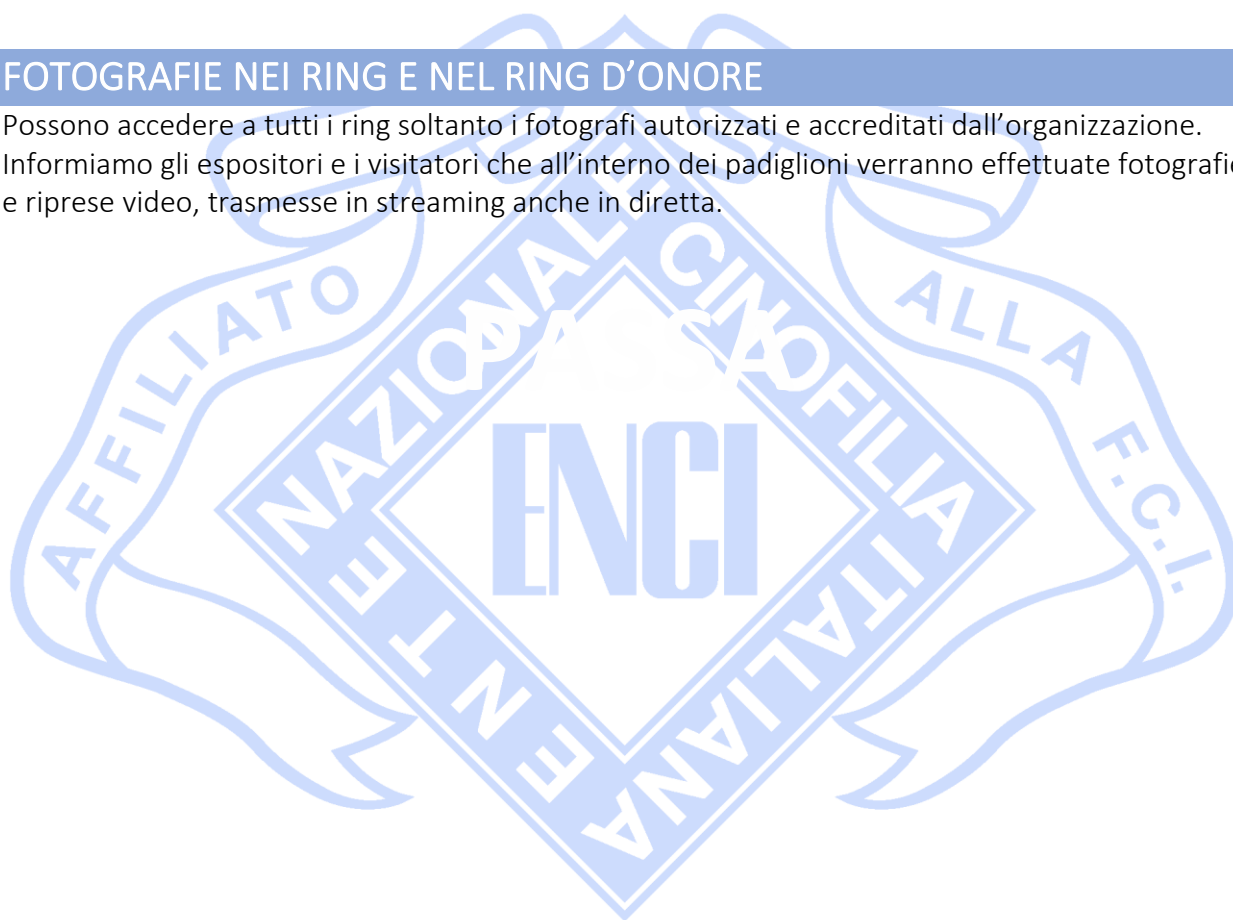 FOTOGRAFIE NEI RING E NEL RING D’ONORE
Possono accedere a tutti i ring soltanto i fotografi autorizzati e accreditati dall’organizzazione.
Informiamo gli espositori e i visitatori che all’interno dei padiglioni verranno effettuate fotografie
e riprese video, trasmesse in streaming anche in diretta.
AFFILIATO ALLA F.C.I.
ENTE NAZIONALE CINOFILIA ITALIANA
PASSA
ENCI